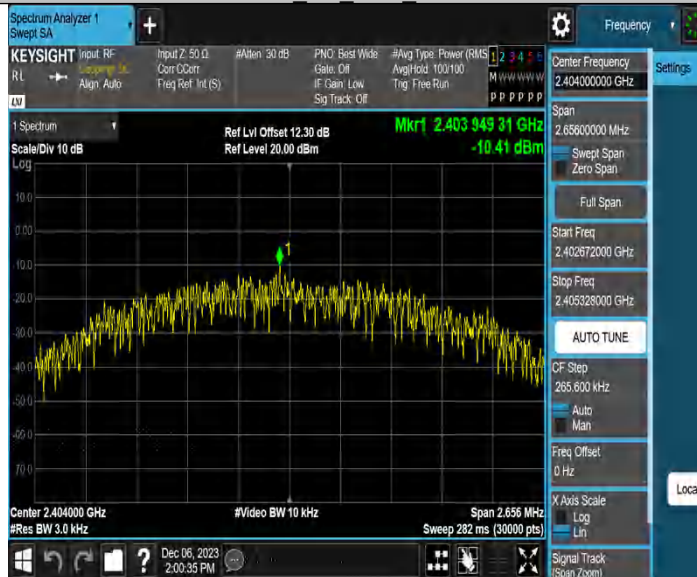 Spectrum Analyzer 1
Swept SA
+
Frequency
KEYSIGHT
RL
Input: RF
Coupling: DC
Align: Auto
Input Z: 50 Ω
Corr CCorr
Freq Ref: Int (S)
#Atten: 30 dB
PNO: Best Wide
Gate: Off
IF Gain: Low
Sig Track: Off
#Avg Type: Power (RMS
Avg|Hold: 100/100
Trig: Free Run
1 2 3 4 5 6
M W W W W W
P P P P P P
LXI
1 Spectrum
Scale/Div 10 dB
Log
Ref Lvl Offset 12.30 dB
Ref Level 20.00 dBm
Mkr1 2.403 949 31 GHz
-10.41 dBm
10.0
0.00
-10.0
-20.0
-30.0
-40.0
-50.0
-60.0
-70.0
1
Center 2.404000 GHz
#Res BW 3.0 kHz
#Video BW 10 kHz
Span 2.656 MHz
Sweep 282 ms (30000 pts)
?
Dec 06, 2023
2:00:35 PM
Center Frequency
2.404000000 GHz
Settings
Span
2.65600000 MHz
Swept Span
Zero Span
Full Span
Start Freq
2.402672000 GHz
Stop Freq
2.405328000 GHz
AUTO TUNE
CF Step
265.600 kHz
Auto
Man
Freq Offset
0 Hz
X Axis Scale
Log
Lin
Loca
Signal Track
(Span Zoom)